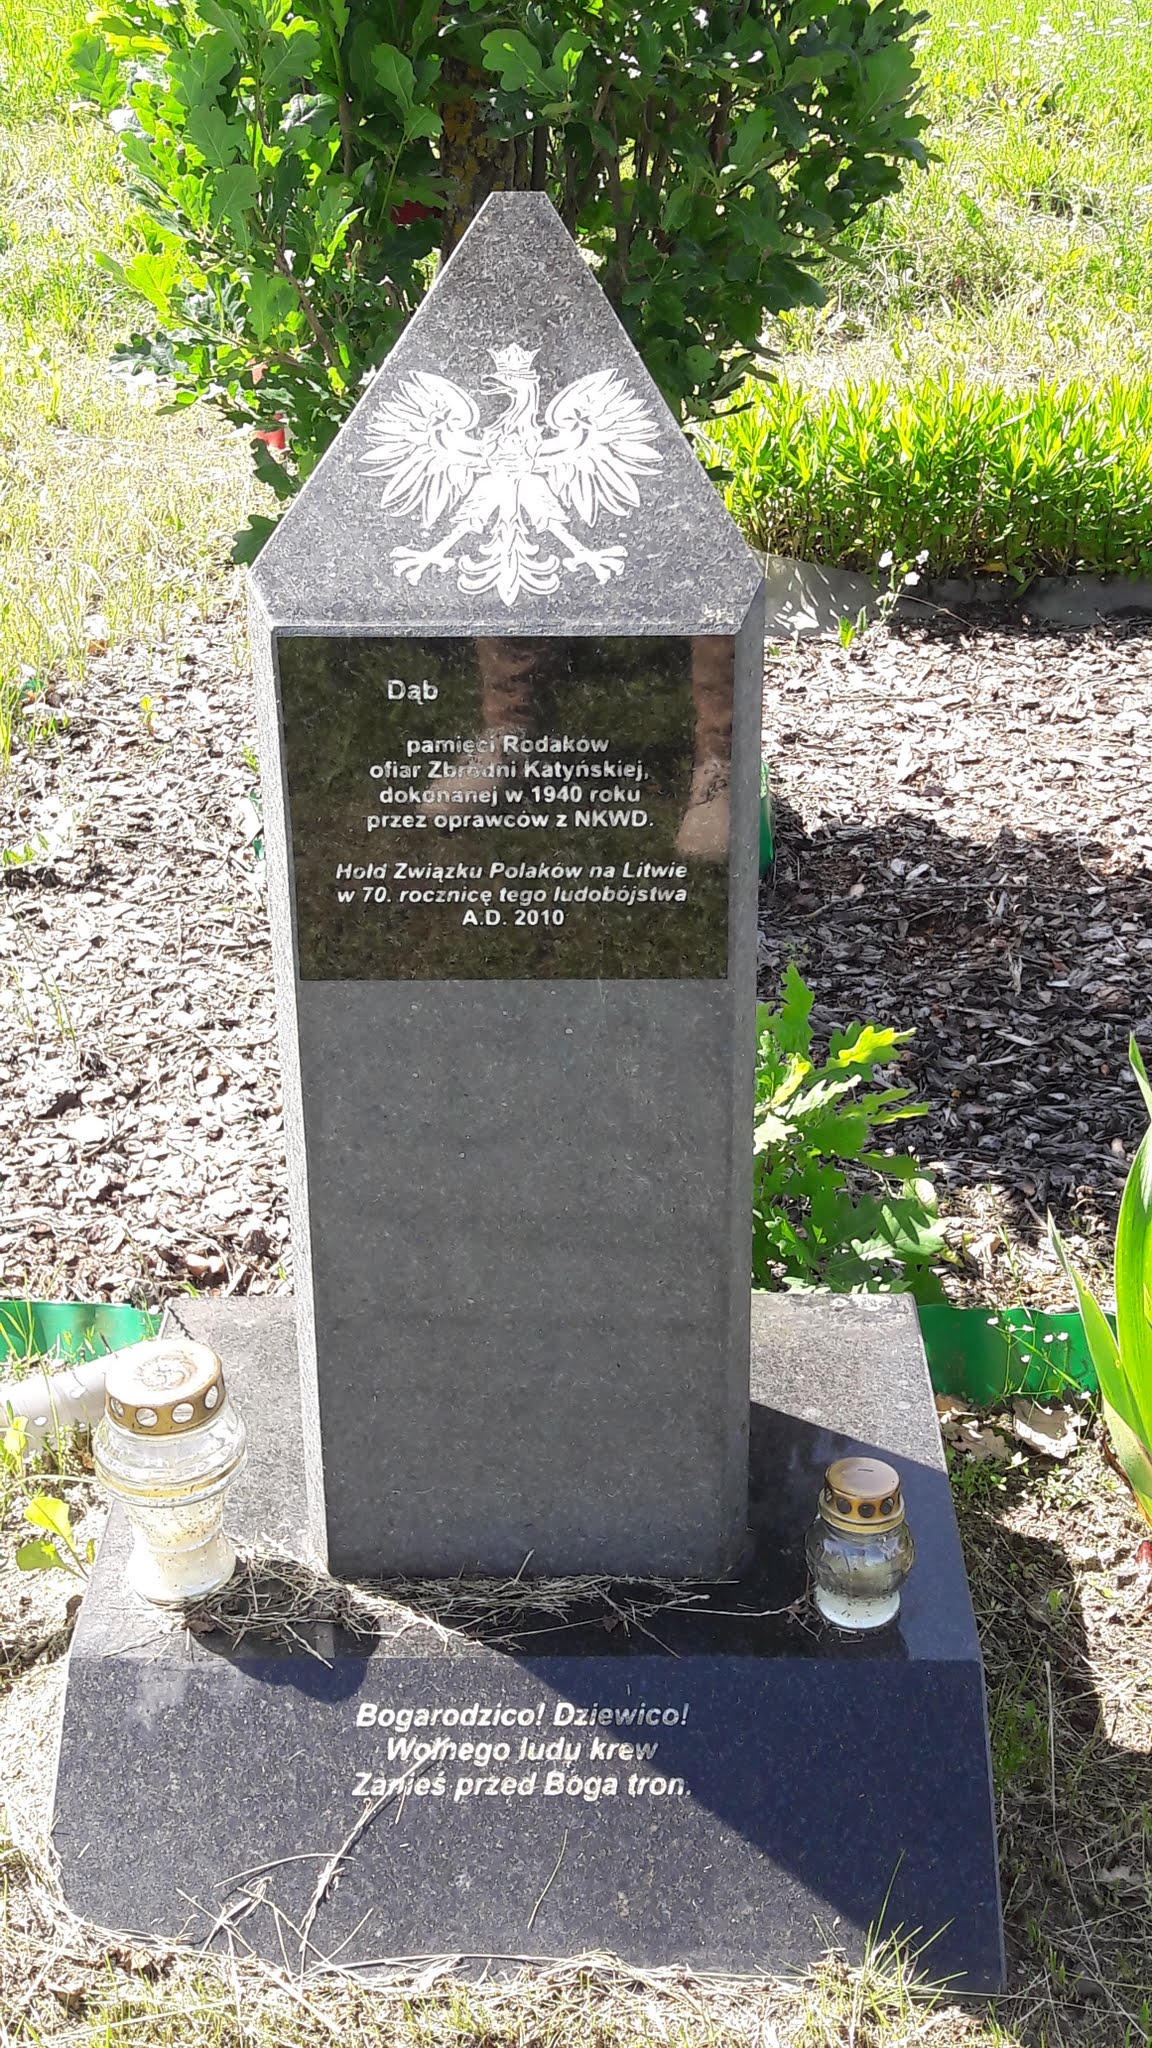 Dąb
pamięci Rodaków
ofiar Zbrodni Katyńskiej,
dokonanej w 1940 roku
przez oprawców z NKWD.
Hołd Związku Polaków na Litwie
w 70. rocznicę tego ludobójstwa
A.D. 2010
Bogarodzico! Dziewico!
Wolnego ludu krew
Zanieś przed Boga tron.